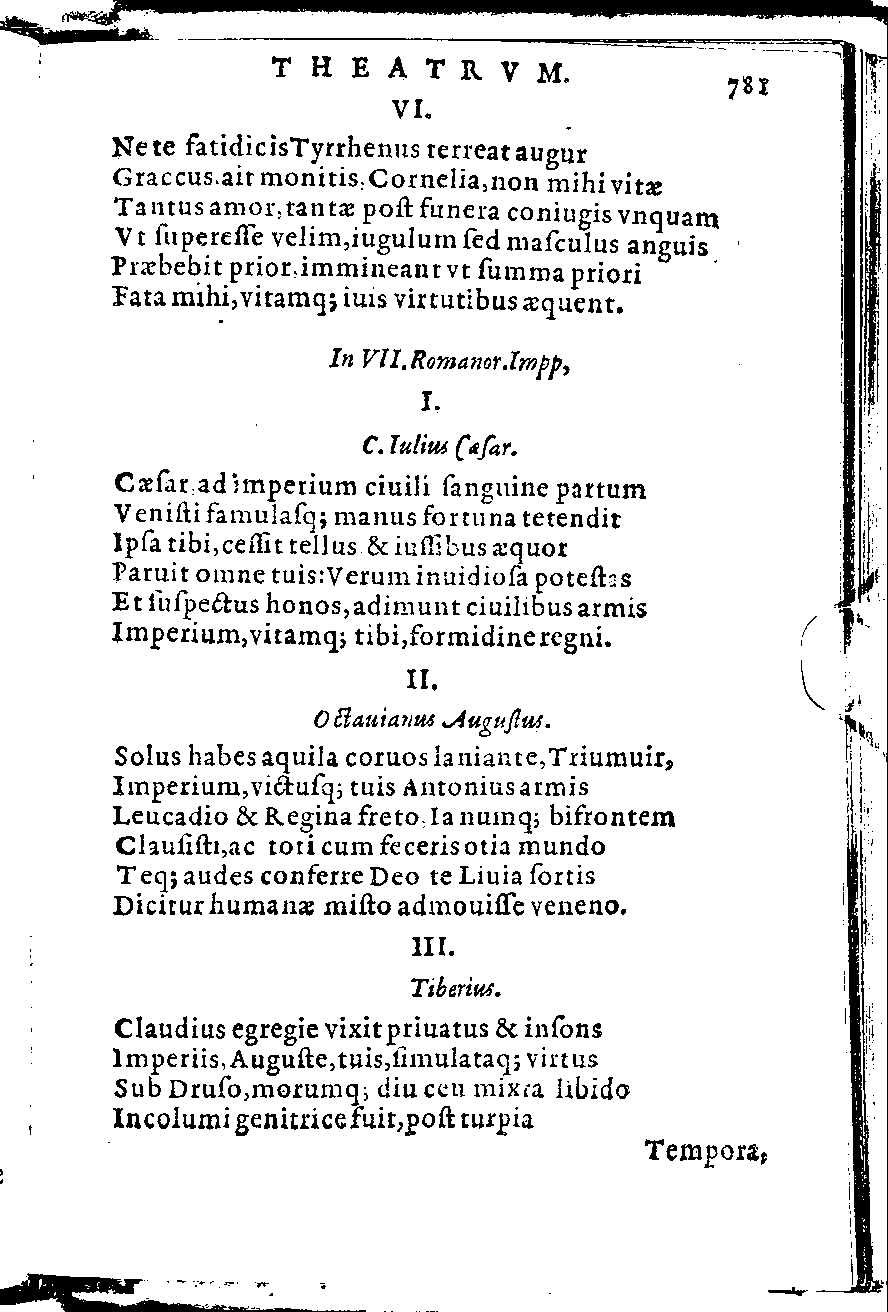 THEATRVM.
781
VI.
Ne te fatidicis Tyrrhenus terreat augur
Graccus. ait monitis, Cornelia, non mihi vitæ
Tantus amor, tantæ poſt funera coniugis vnquam
Vt ſupereſſe velim, iugulum ſed maſculus anguis
Præbebit prior, immineant vt ſumma priori
Fata mihi, vitamq; iuis virtutibus æquent.
In VII. Romanor. Impp,
I.
C. Iulius Cæſar.
Cæſar, ad imperium ciuili ſanguine partum
Veniſti famulaſq; manus fortuna tetendit
Ipſa tibi, ceſſit tellus & iuſſibus æquor
Paruit omne tuis: Verum inuidioſa poteſtas
Et ſuſpectus honos, adimunt ciuilibus armis
Imperium, vitamq; tibi, formidine regni.
II.
Octauianus Auguſtus.
Solus habes aquila coruos laniante, Triumuir,
Imperium, victuſq; tuis Antonius armis
Leucadio & Regina freto, Ianumq; bifrontem
Clauſiſti, ac toti cum feceris otia mundo
Teq; audes conferre Deo te Liuia ſortis
Dicitur humanæ miſto admouiſſe veneno.
III.
Tiberius.
Claudius egregie vixit priuatus & inſons
Imperiis, Auguſte, tuis, ſimulataq; virtus
Sub Druſo, morumq; diu ceu mixta libido
Incolumi genitrice fuit, poſt turpia
Tempora,